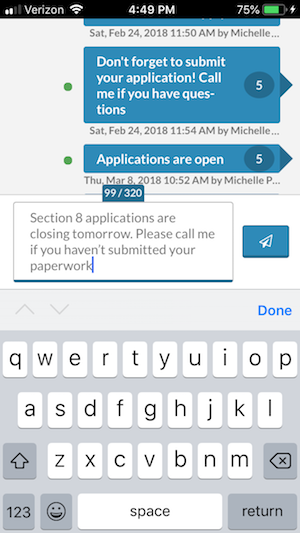 Verizon 4:49 PM 75%
Sat, Feb 24, 2018 11:50 AM by Michelle...
Don't forget to submit
your application! Call
me if you have ques-
tions
5
Sat, Feb 24, 2018 11:54 AM by Michelle...
Applications are open 5
Thu, Mar 8, 2018 10:52 AM by Michelle P...
99 / 320
Section 8 applications are
closing tomorrow. Please call me
if you haven't submitted your
paperwork
Done
q w e r t y u i o p
a s d f g h j k l
z x c v b n m
123 space return